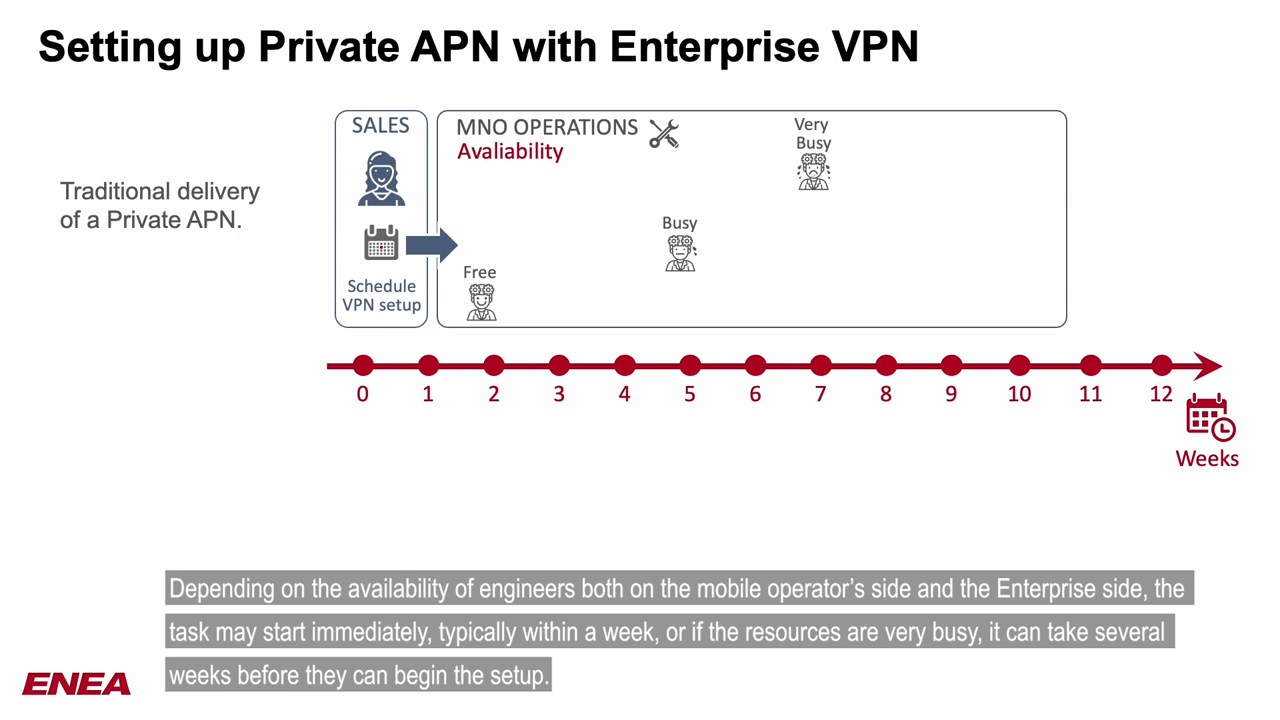 Setting up Private APN with Enterprise VPN
SALES
MNO OPERATIONS
Avaliability
Very
Busy
Traditional delivery
of a Private APN.
Busy
Free
Schedule
VPN setup
0 1 2 3 4 5 6 7 8 9 10 11 12
Weeks
Depending on the availability of engineers both on the mobile operator’s side and the Enterprise side, the
task may start immediately, typically within a week, or if the resources are very busy, it can take several
weeks before they can begin the setup.
ENEA